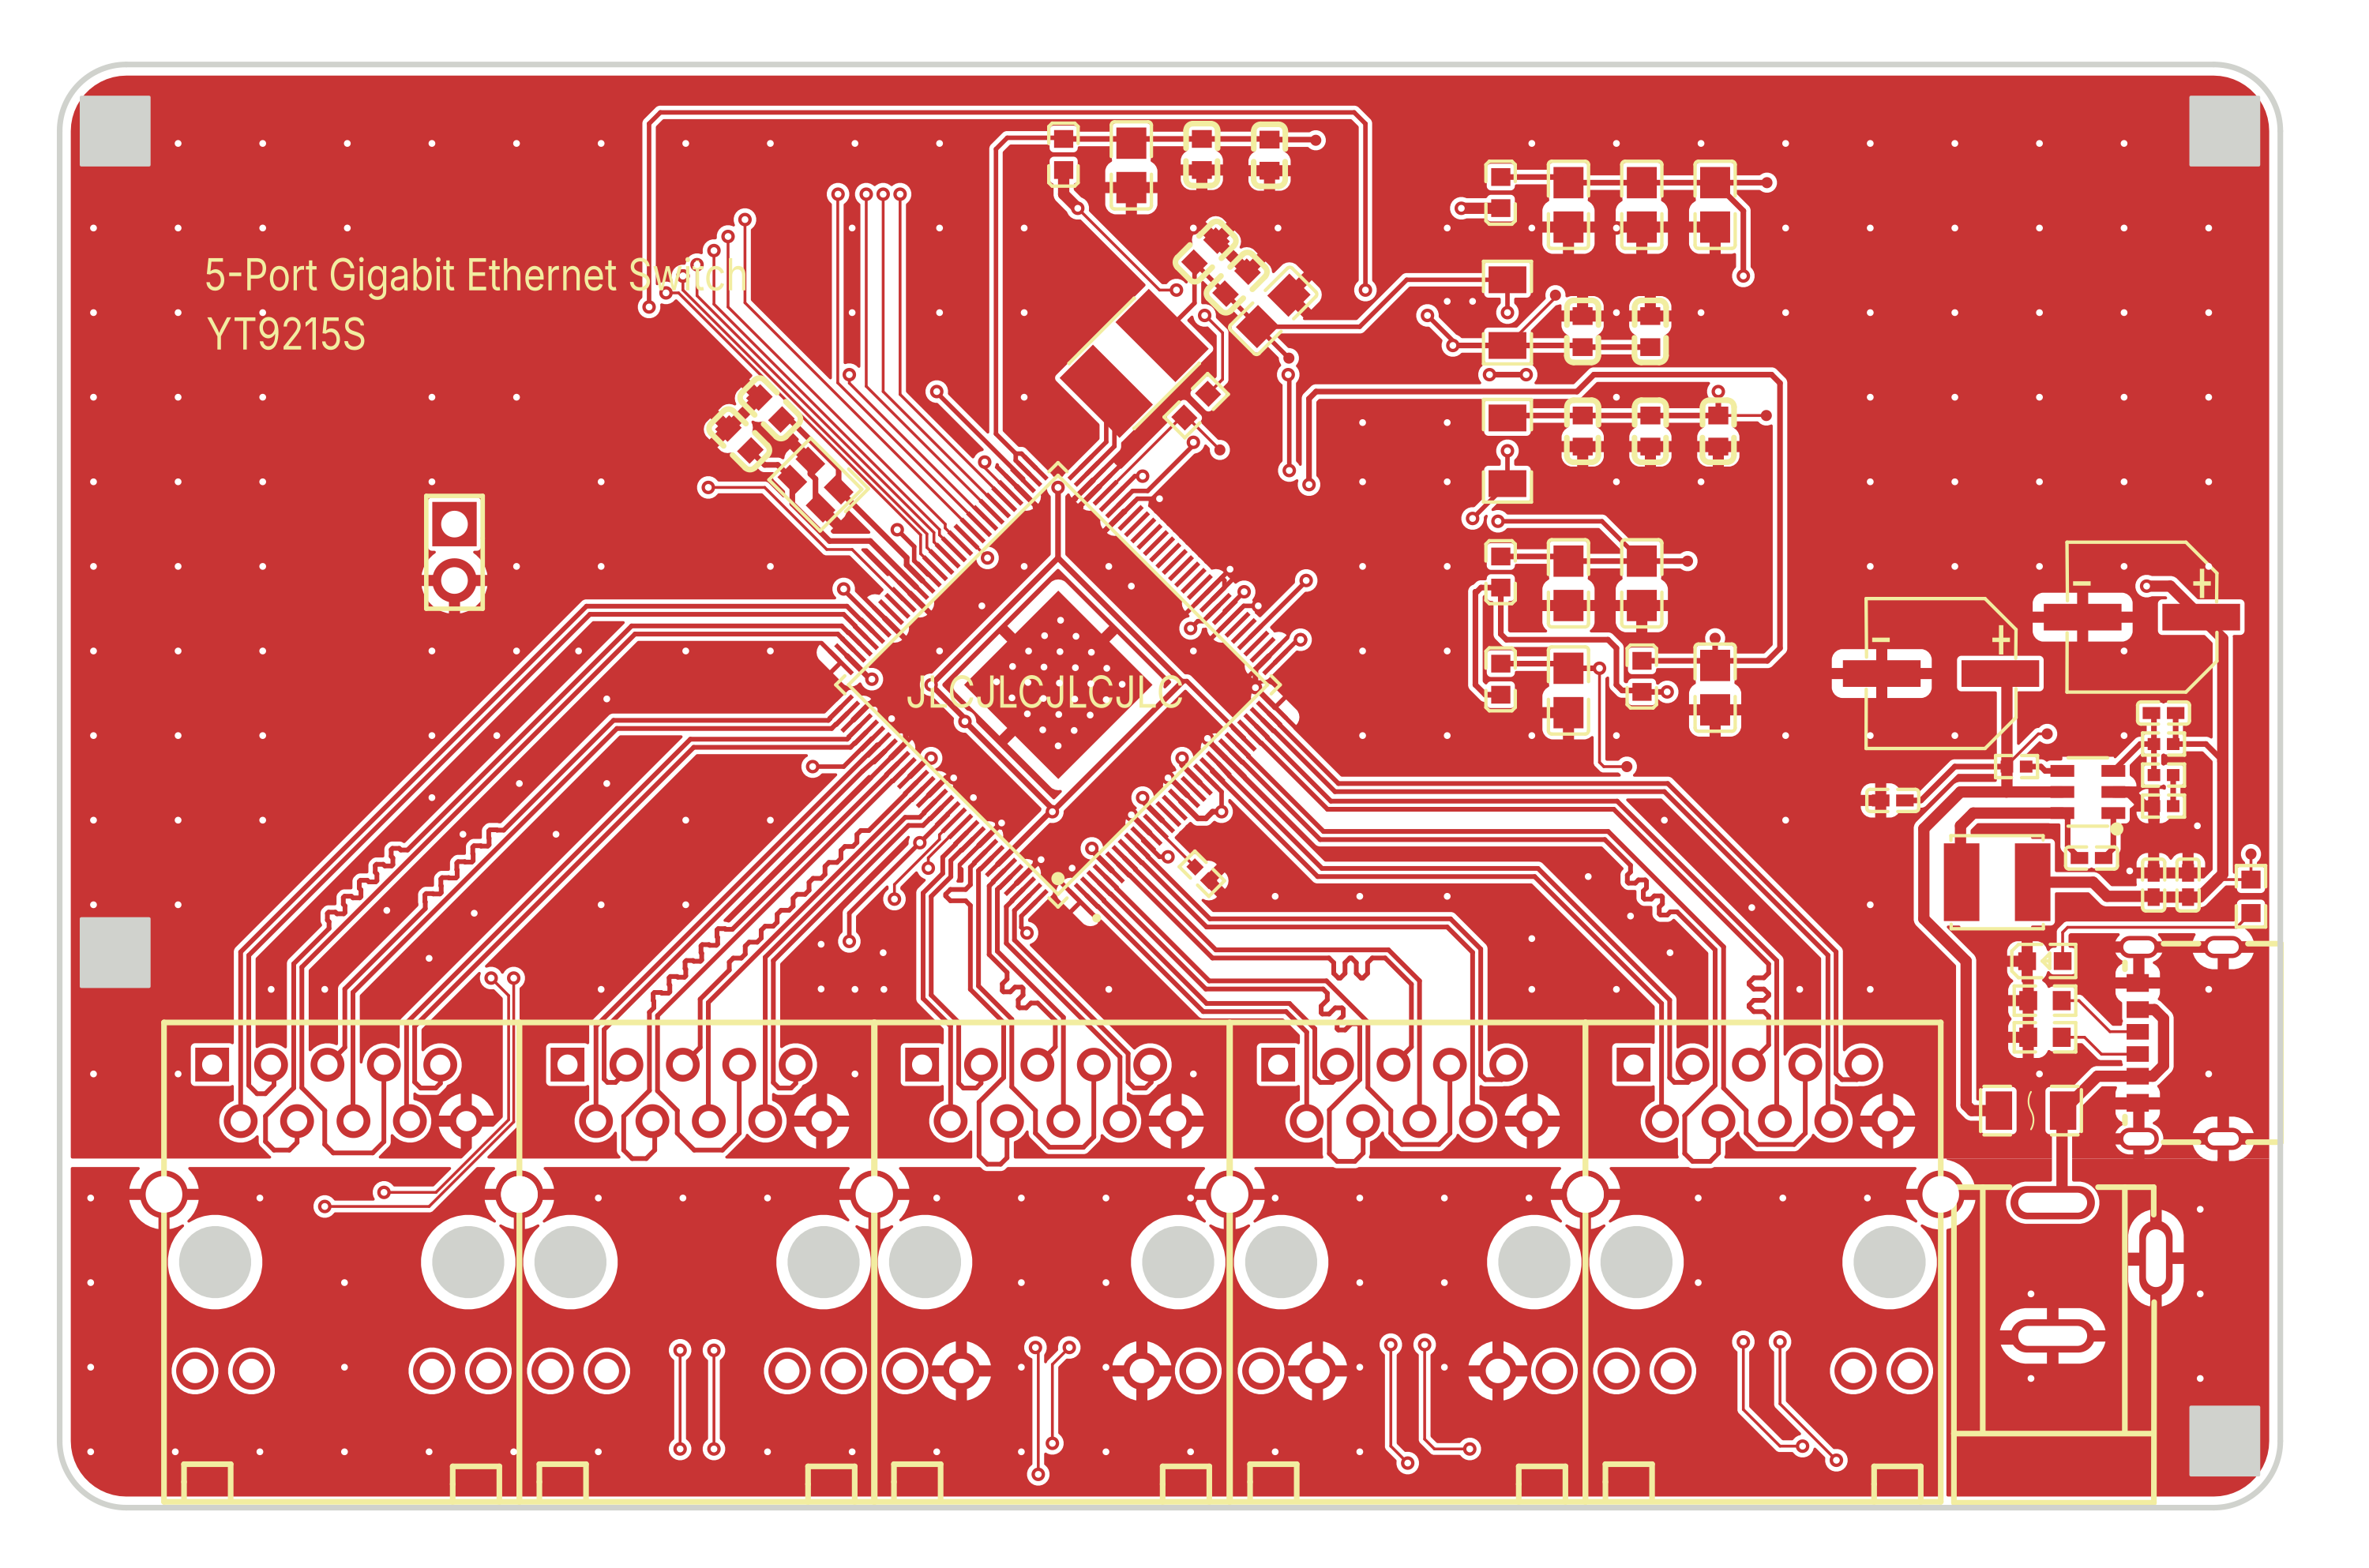 5-Port Gigabit Ethernet Switch
YT9215S
- +
- +
JLCJLCJLCJLC